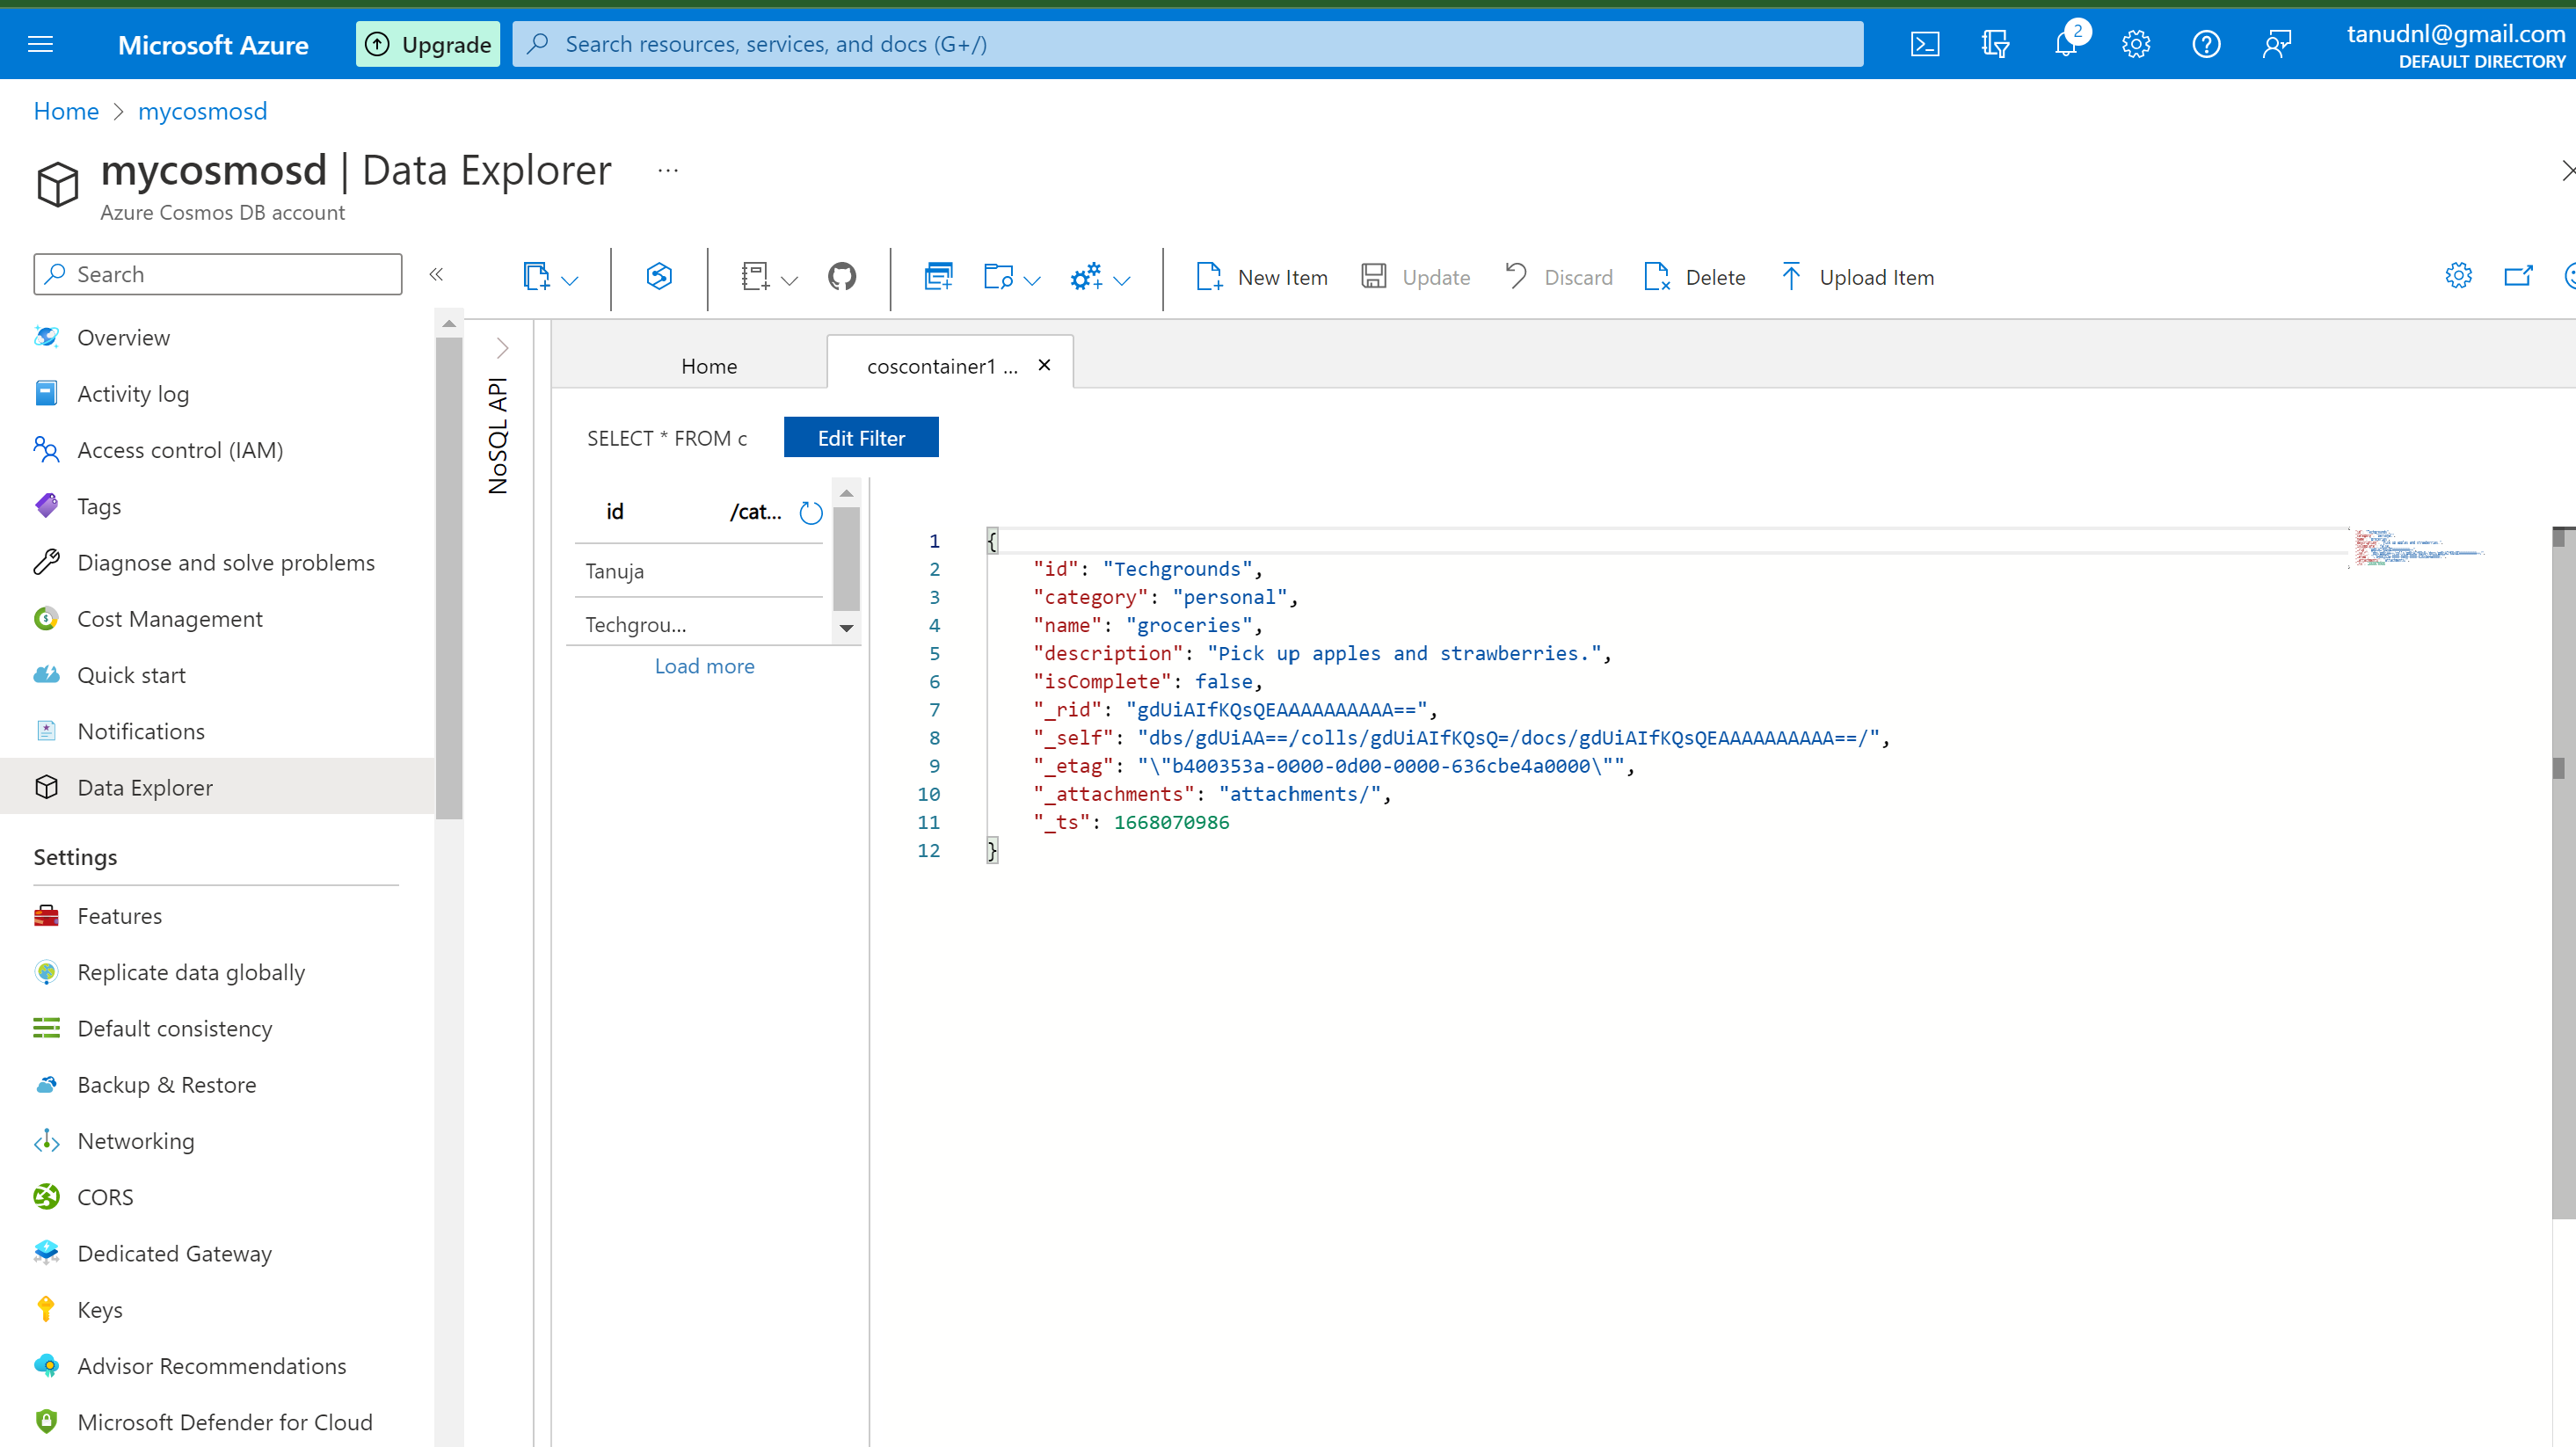 Microsoft Azure
Upgrade
Search resources, services, and docs (G+/)
2
tanudnl@gmail.com
DEFAULT DIRECTORY
Home > mycosmosd
mycosmosd | Data Explorer ...
Azure Cosmos DB account
Search
«
New Item
Update
Discard
Delete
Upload Item
Overview
Activity log
Access control (IAM)
Tags
Diagnose and solve problems
Cost Management
Quick start
Notifications
Data Explorer
Settings
Features
Replicate data globally
Default consistency
Backup & Restore
Networking
CORS
Dedicated Gateway
Keys
Advisor Recommendations
Microsoft Defender for Cloud
NoSQL API
Home
coscontainer1 ...
SELECT * FROM c
Edit Filter
id /cat...
Tanuja
Techgrou...
Load more
1 {
2 "id": "Techgrounds",
3 "category": "personal",
4 "name": "groceries",
5 "description": "Pick up apples and strawberries.",
6 "isComplete": false,
7 "_rid": "gdUiAIfKQsQEAAAAAAAAAA==",
8 "_self": "dbs/gdUiAA==/colls/gdUiAIfKQsQ=/docs/gdUiAIfKQsQEAAAAAAAAAA==/",
9 "_etag": "\"b400353a-0000-0d00-0000-636cbe4a0000\"",
10 "_attachments": "attachments/",
11 "_ts": 1668070986
12 }